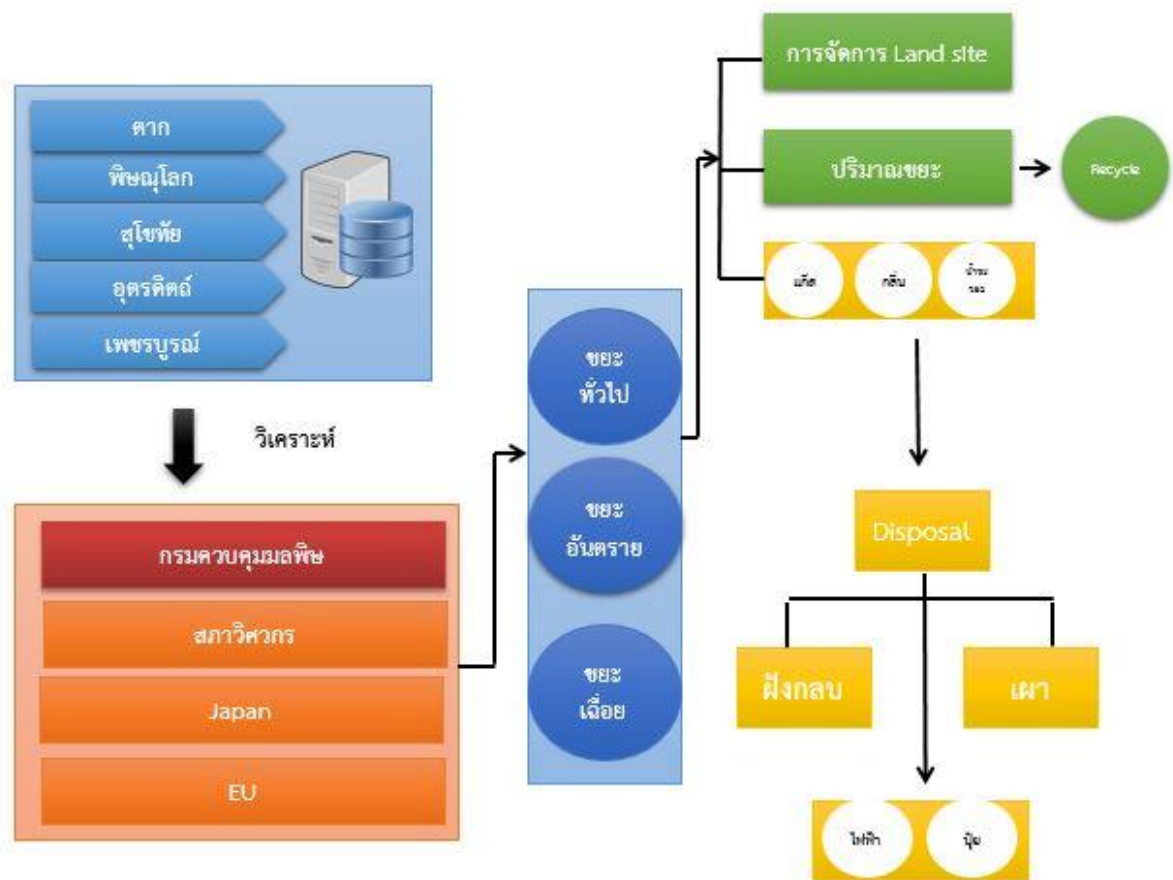 ตาก
พิษณุโลก
สุโขทัย
อุตรดิตถ์
เพชรบูรณ์
วิเคราะห์
กรมควบคุมมลพิษ
สภาวิศวกร
Japan
EU
ขยะ
ทั่วไป
ขยะ
อันตราย
ขยะ
เฉื่อย
การจัดการ Land site
ปริมาณขยะ
Recycle
แก๊ส
กลิ่น
Disposal
ฝังกลบ
เผา
ไฟฟ้า
ปุ๋ย